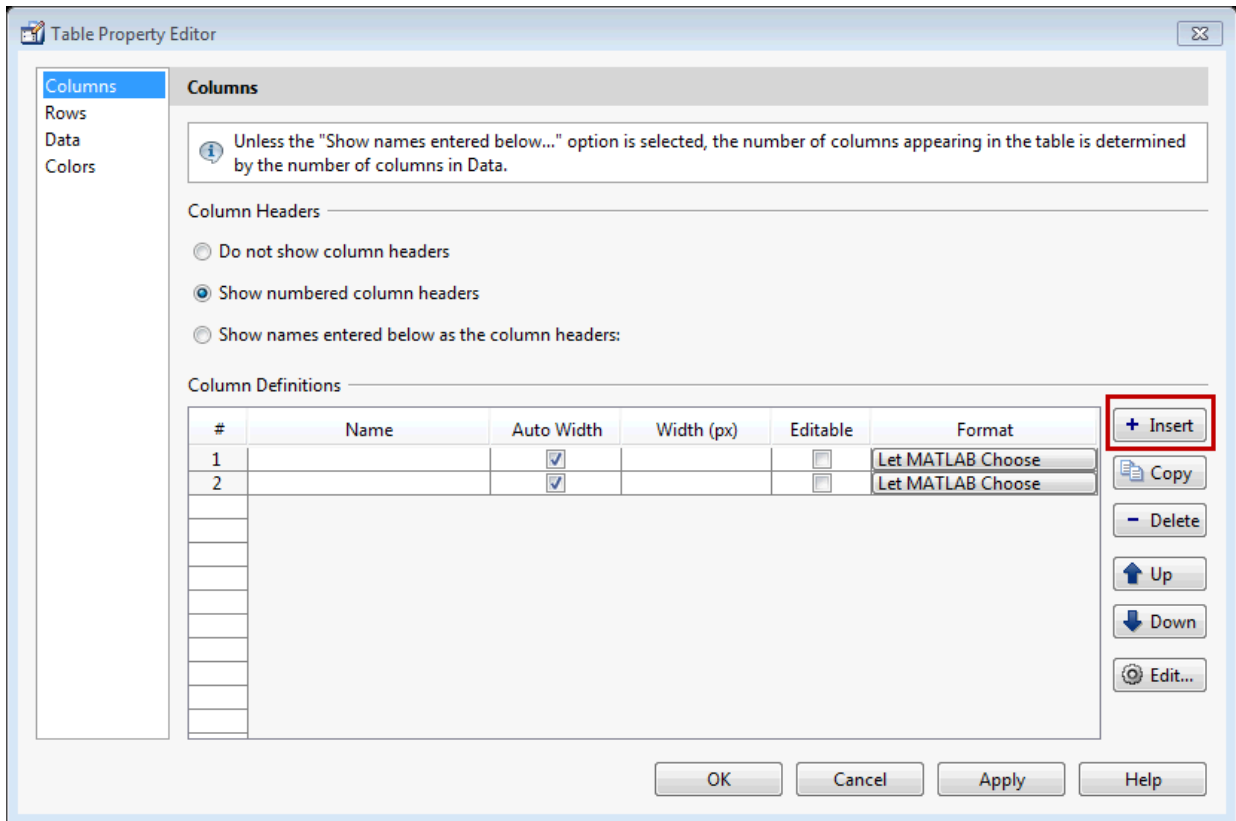 Table Property Editor
Columns
Rows
Data
Colors
Columns
Unless the "Show names entered below..." option is selected, the number of columns appearing in the table is determined
by the number of columns in Data.
Column Headers
Do not show column headers
Show numbered column headers
Show names entered below as the column headers:
Column Definitions
# Name Auto Width Width (px) Editable Format
1 Let MATLAB Choose
2 Let MATLAB Choose
+ Insert
Copy
- Delete
Up
Down
Edit...
OK Cancel Apply Help